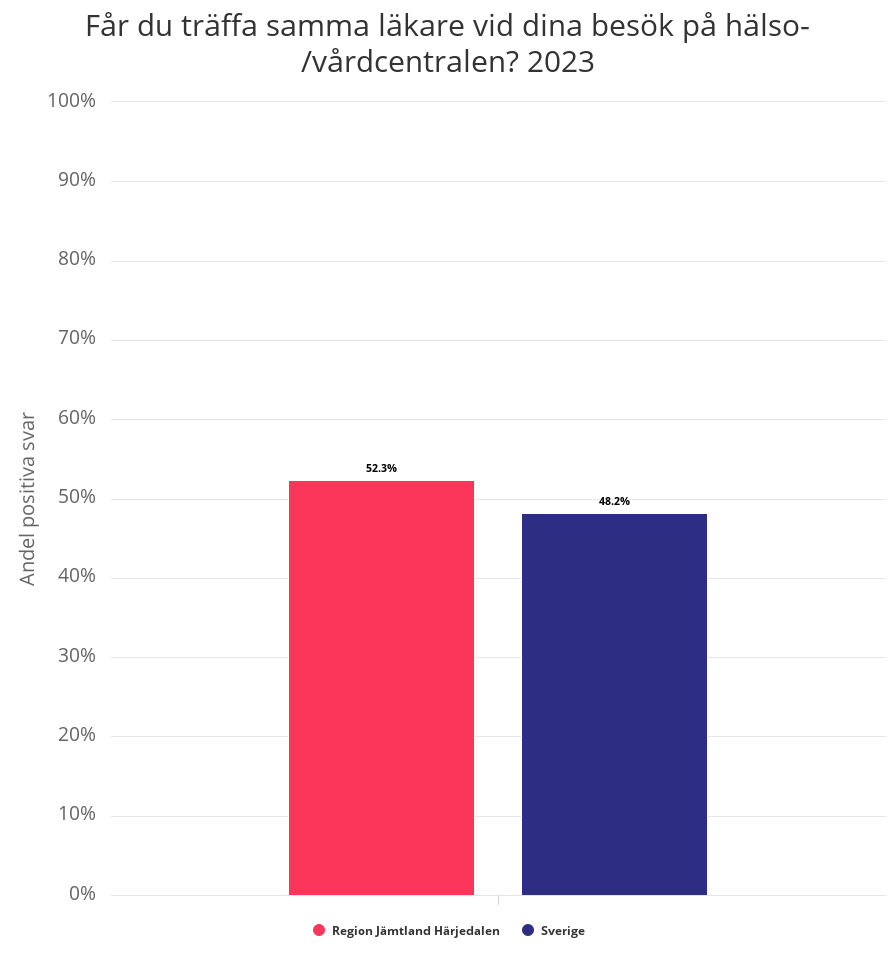 Får du träffa samma läkare vid dina besök på hälso-
/vårdcentralen? 2023
100%
90%
80%
70%
60%
50%
40%
30%
20%
10%
0%
Andel positiva svar
52.3%
48.2%
Region Jämtland Härjedalen
Sverige